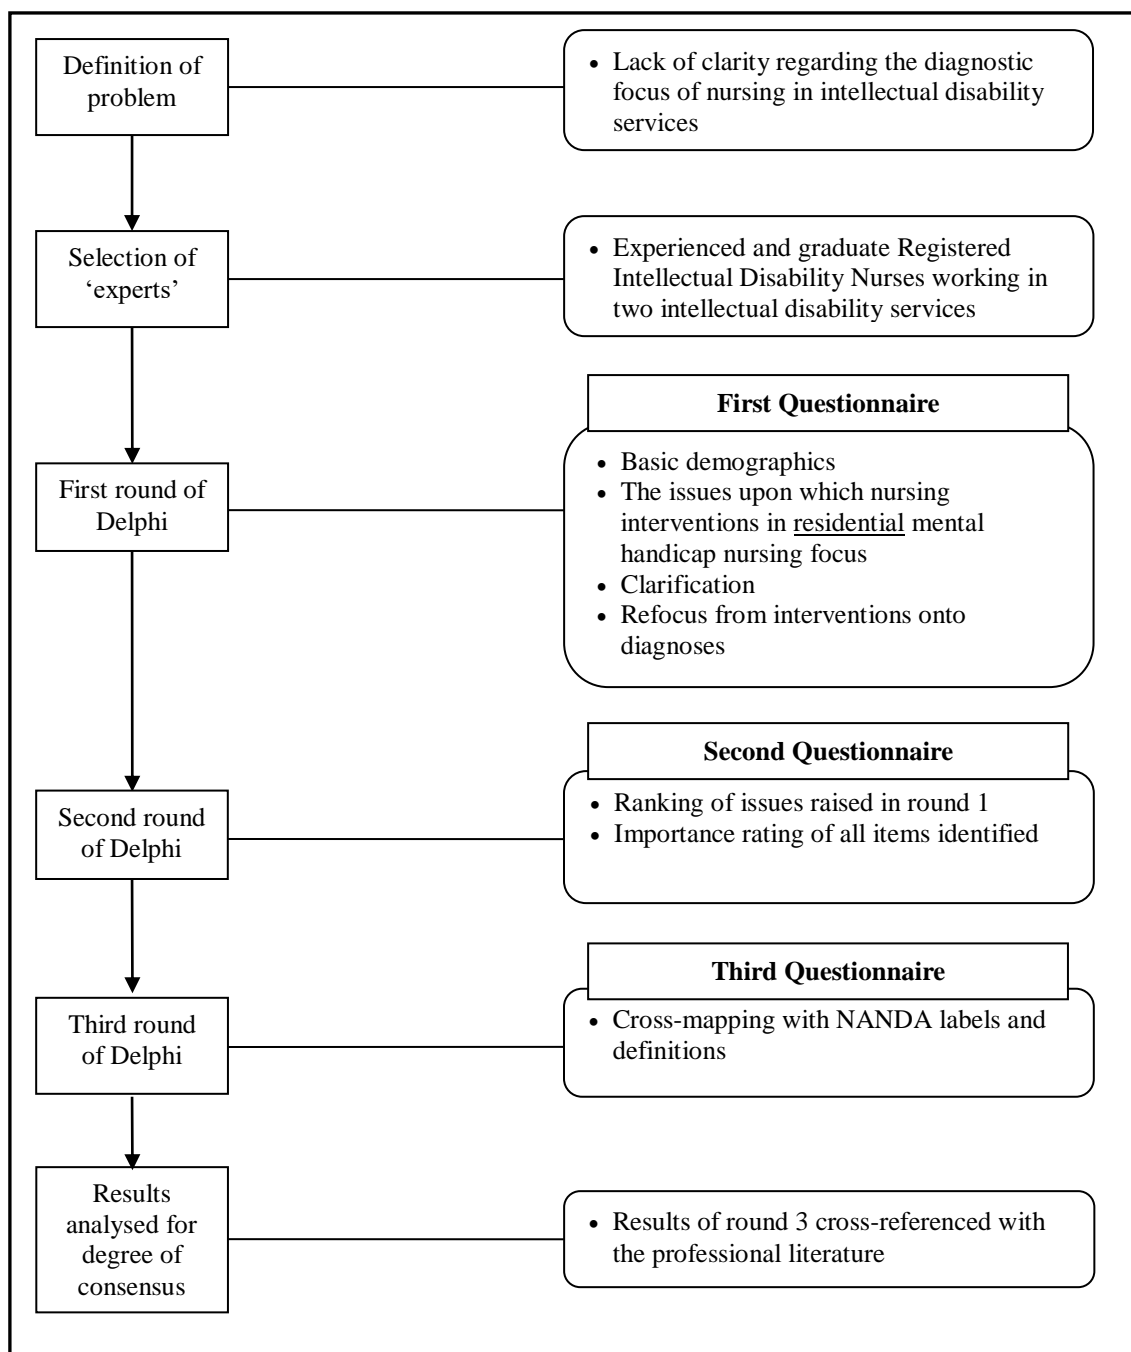 Definition of
problem
• Lack of clarity regarding the diagnostic
focus of nursing in intellectual disability
services
Selection of
‘experts’
• Experienced and graduate Registered
Intellectual Disability Nurses working in
two intellectual disability services
First Questionnaire
First round of
Delphi
• Basic demographics
• The issues upon which nursing
interventions in residential mental
handicap nursing focus
• Clarification
• Refocus from interventions onto
diagnoses
Second Questionnaire
Second round
of Delphi
• Ranking of issues raised in round 1
• Importance rating of all items identified
Third Questionnaire
Third round
of Delphi
• Cross-mapping with NANDA labels and
definitions
Results
analysed for
degree of
consensus
• Results of round 3 cross-referenced with
the professional literature